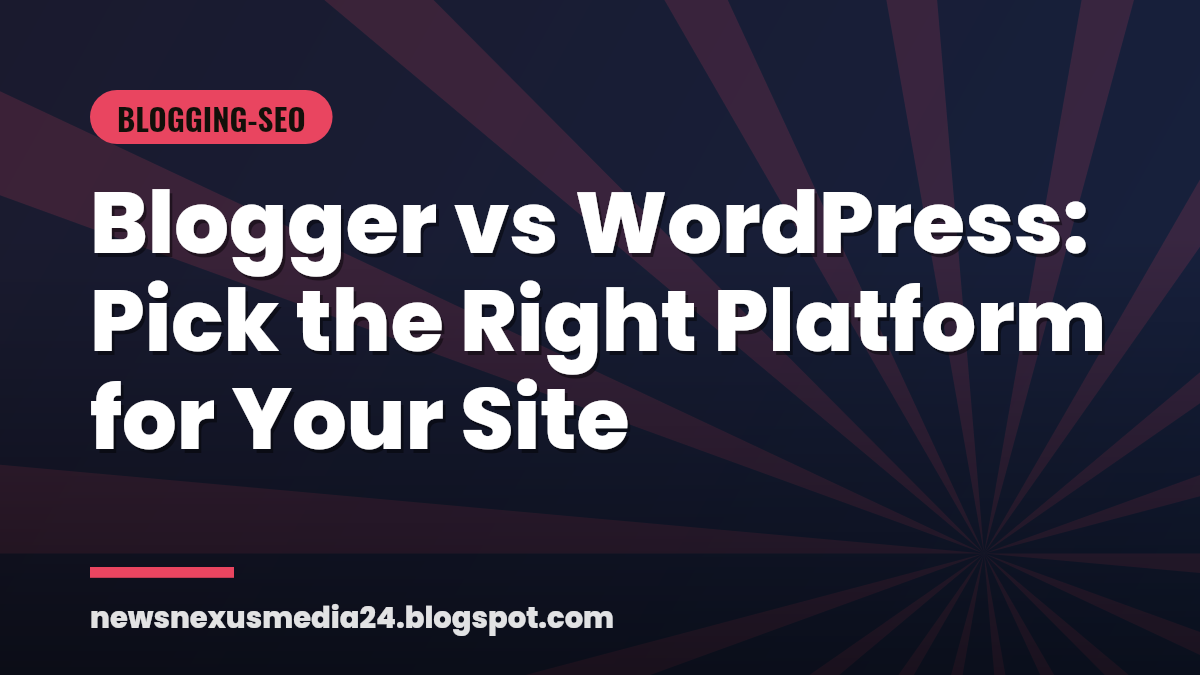 BLOGGING-SEO
Blogger vs WordPress:
Pick the Right Platform
for Your Site
newsnexusmedia24.blogspot.com